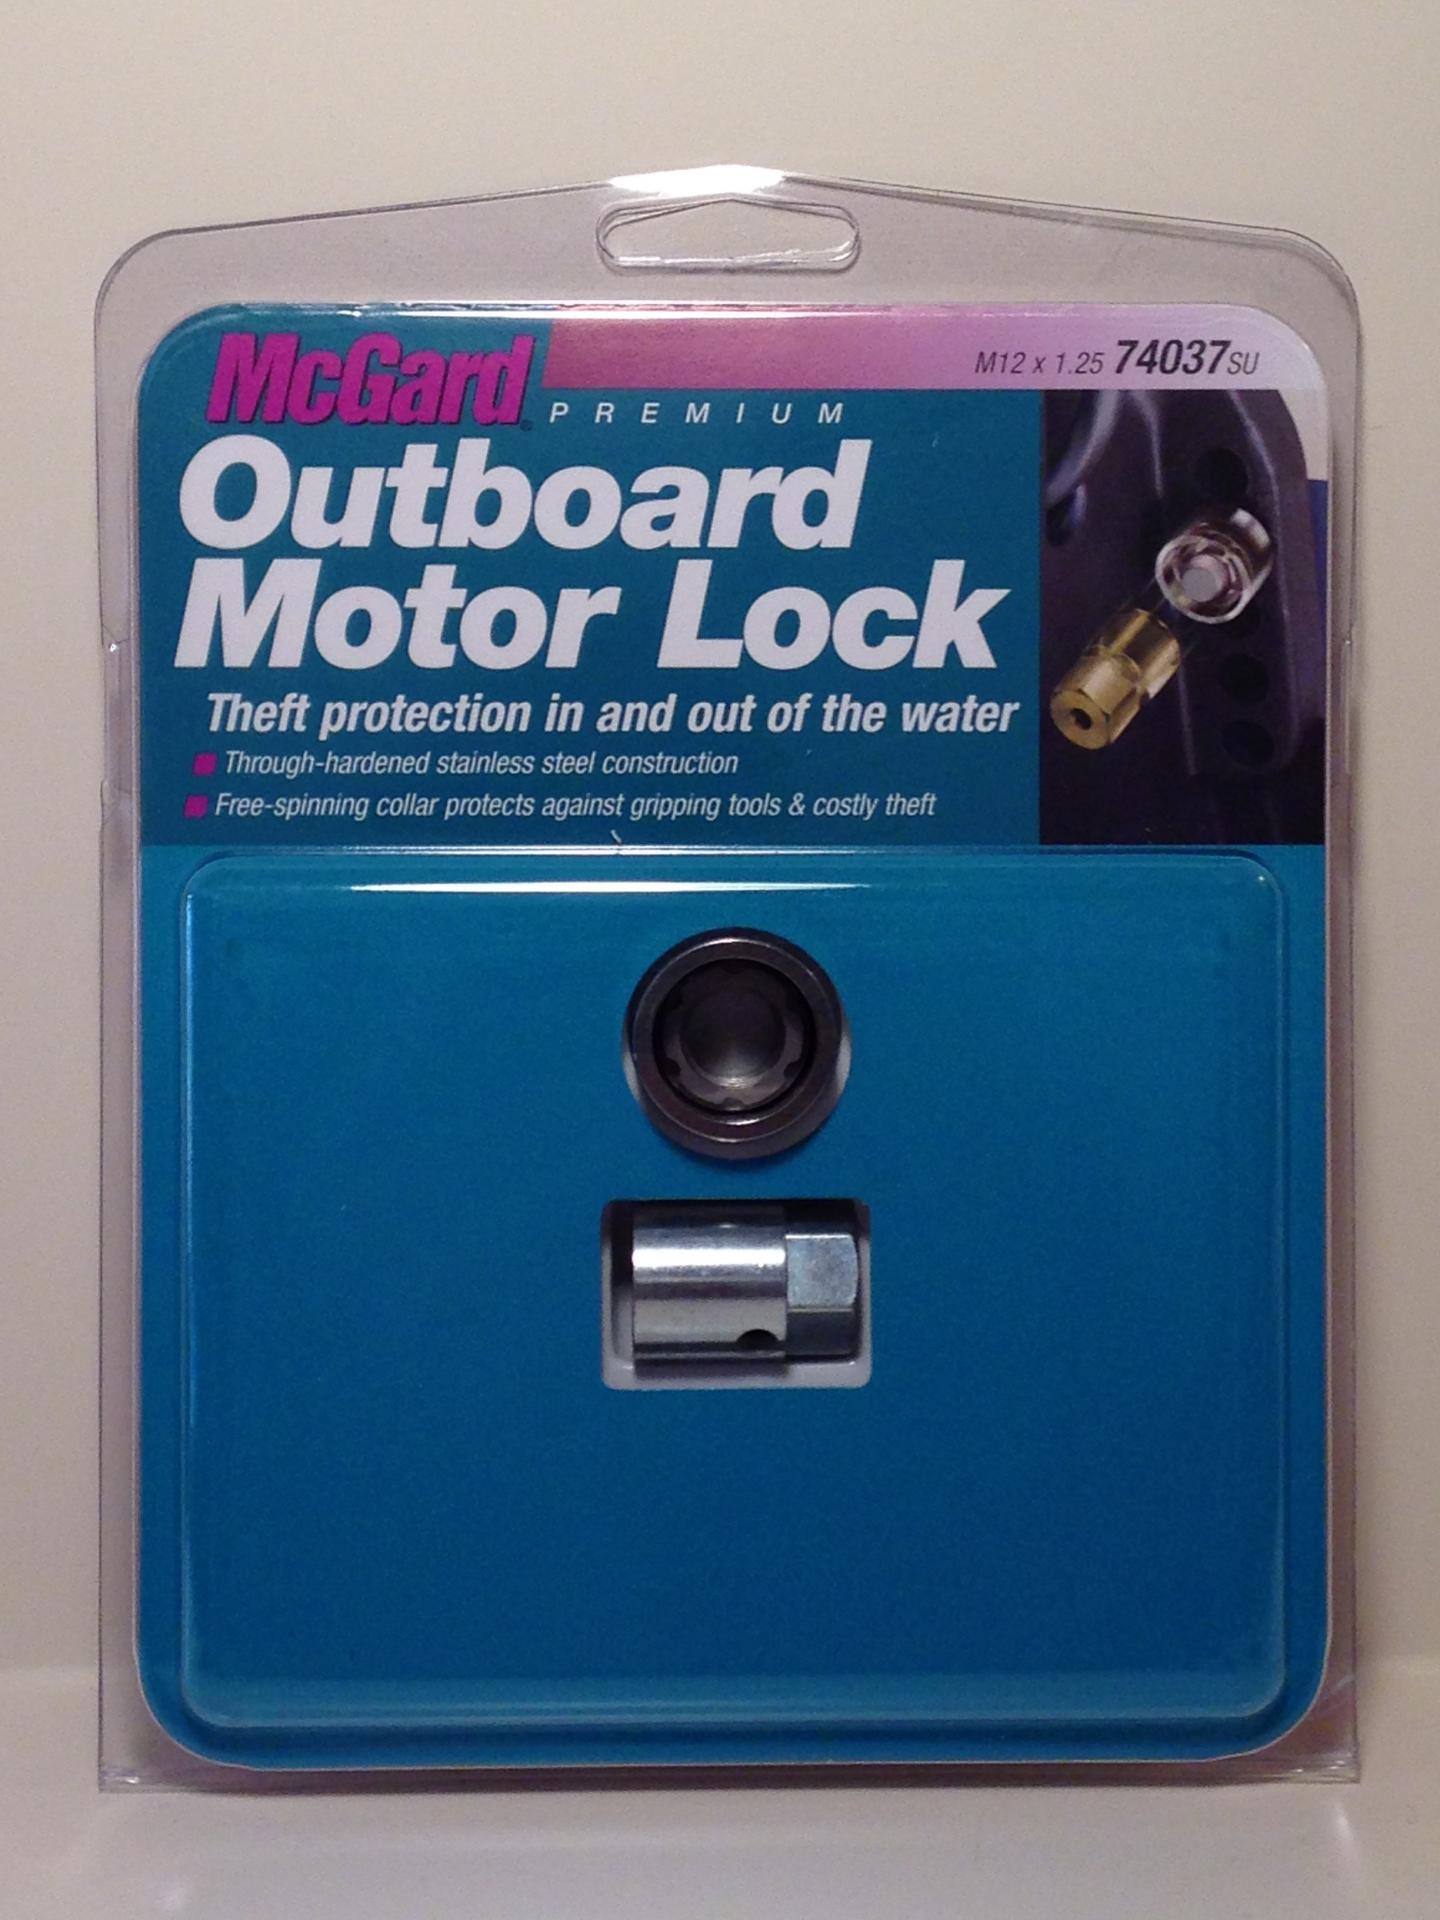 McGard® PREMIUM
M12 x 1.25 74037SU
Outboard
Motor Lock
Theft protection in and out of the water
Through-hardened stainless steel construction
Free-spinning collar protects against gripping tools & costly theft